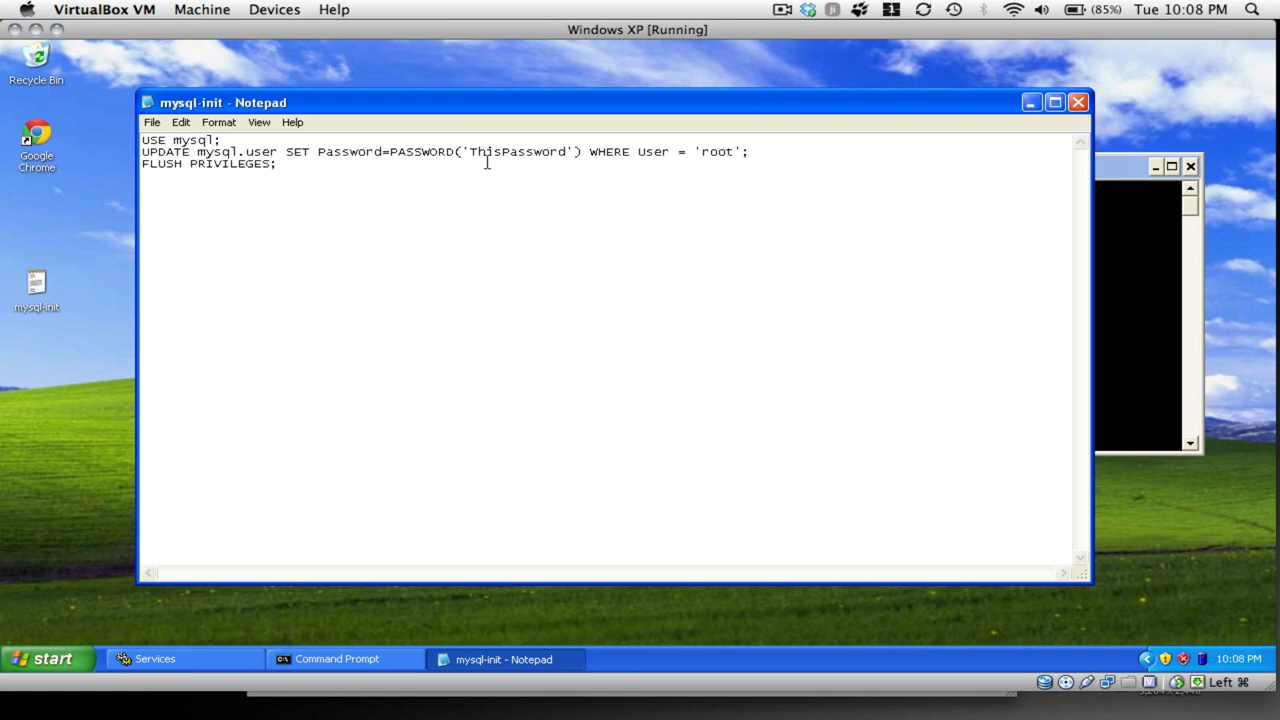 VirtualBox VM Machine Devices Help
1 (85%) Tue 10:08 PM
Windows XP [Running]
Recycle Bin
Google
Chrome
mysql-init
mysql-init - Notepad
File Edit Format View Help
USE mysql;
UPDATE mysql.user SET Password=PASSWORD('ThisPassword') WHERE User = 'root';
FLUSH PRIVILEGES;
start Services Command Prompt mysql-init - Notepad 10:08 PM
Left ⌘